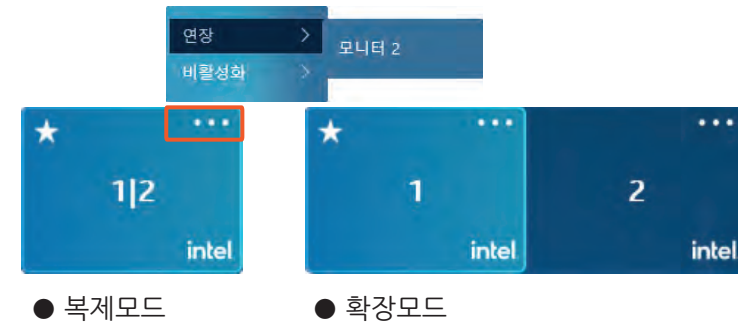 연장 >
모니터 2
비활성화 >
★ •••
1|2
intel
★ •••
1
intel
•••
2
intel
● 복제모드
● 확장모드